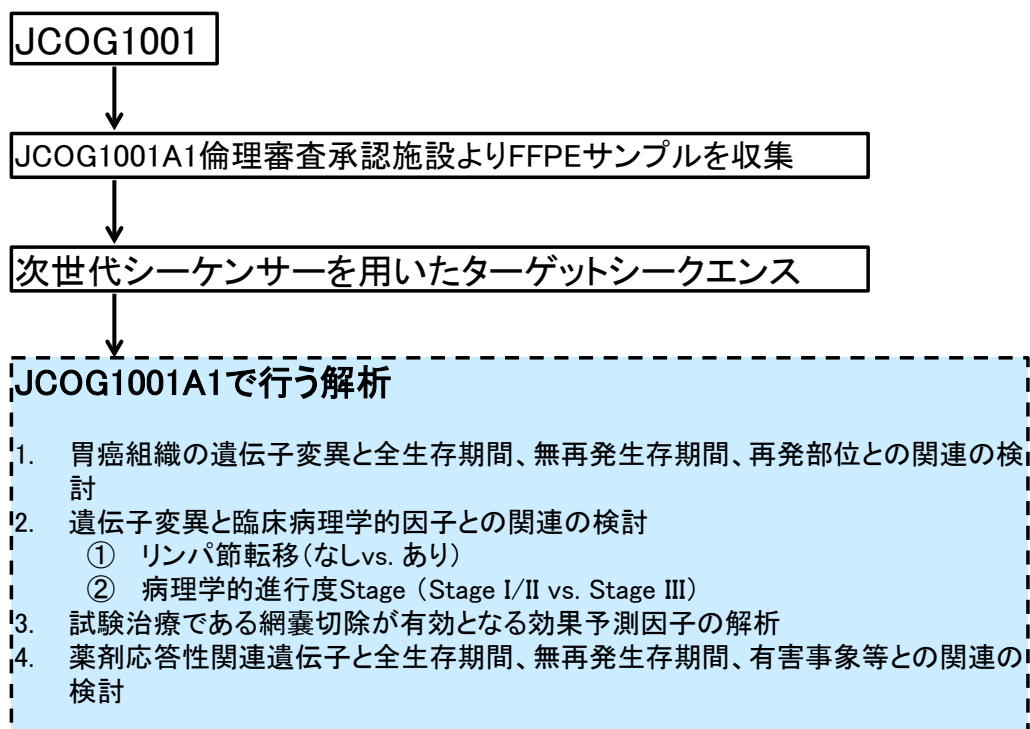 JCOG1001
JCOG1001A1倫理審査承認施設よりFFPEサンプルを収集
次世代シーケンサーを用いたターゲットシークエンス
JCOG1001A1で行う解析
1. 胃癌組織の遺伝子変異と全生存期間、無再発生存期間、再発部位との関連の検
討
2. 遺伝子変異と臨床病理学的因子との関連の検討
① リンパ節転移（なしvs. あり）
② 病理学的進行度Stage （Stage I/II vs. Stage III）
3. 試験治療である網嚢切除が有効となる効果予測因子の解析
4. 薬剤応答性関連遺伝子と全生存期間、無再発生存期間、有害事象等との関連の
検討